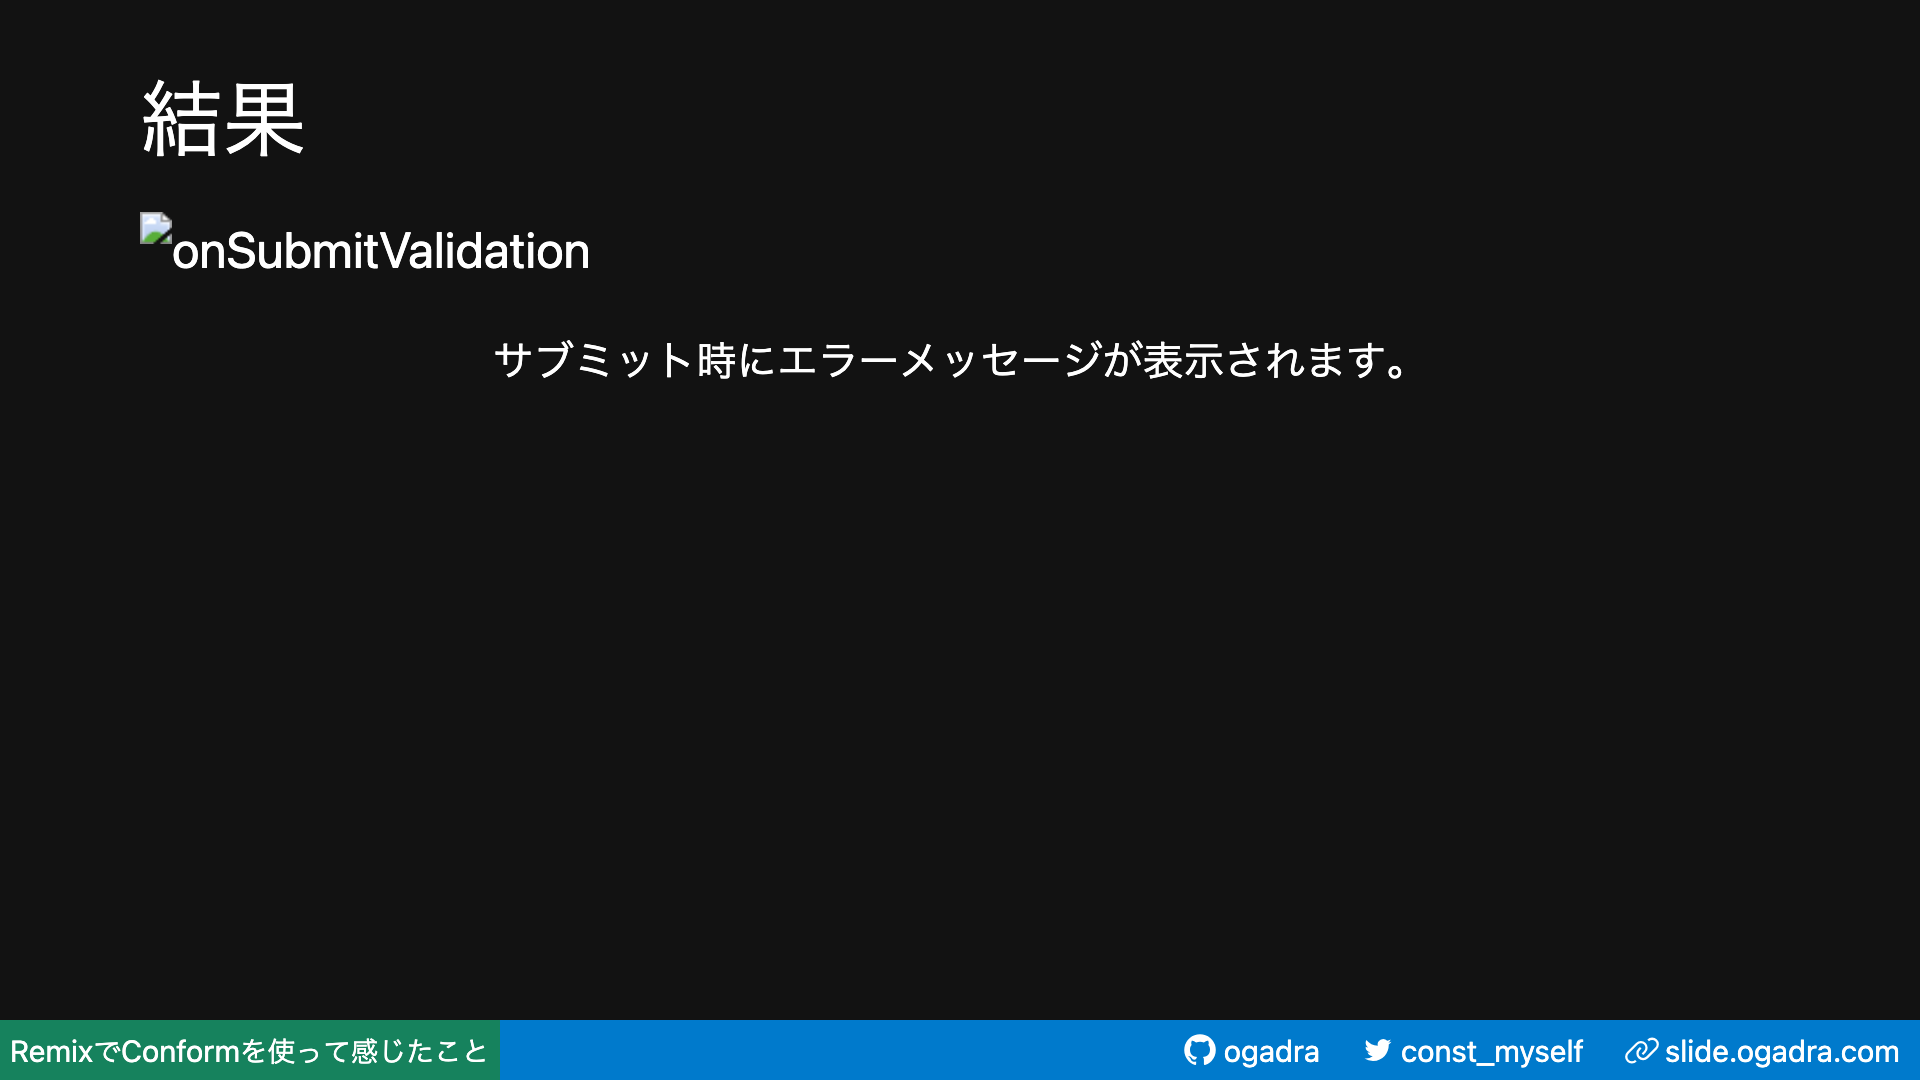 結果
onSubmitValidation
サブミット時にエラーメッセージが表示されます。
RemixでConformを使って感じたこと
ogadra
const_myself
slide.ogadra.com